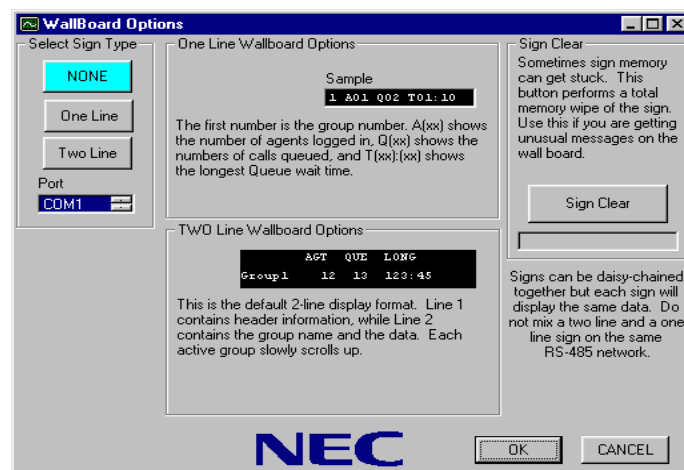 WallBoard Options
Select Sign Type
NONE
One Line
Two Line
Port
COM1
One Line Wallboard Options
Sample
1 A01 Q02 T01:10
The first number is the group number. A(xx) shows
the number of agents logged in, Q(xx) shows the
numbers of calls queued, and T(xx):(xx) shows
the longest Queue wait time.
TWO Line Wallboard Options
AGT QUE LONG
Group1 12 13 123:45
This is the default 2-line display format. Line 1
contains header information, while Line 2
contains the group name and the data. Each
active group slowly scrolls up.
Sign Clear
Sometimes sign memory
can get stuck. This
button performs a total
memory wipe of the sign.
Use this if you are getting
unusual messages on the
wall board.
Sign Clear
Signs can be daisy-chained
together but each sign will
display the same data. Do
not mix a two line and a one
line sign on the same
RS-485 network.
NEC
OK
CANCEL